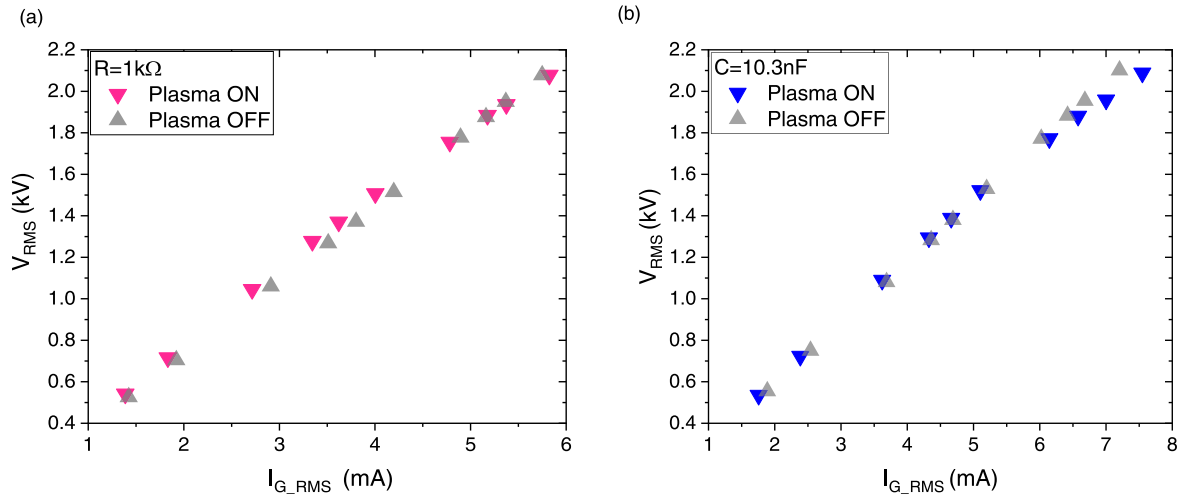 (a)
R=1kΩ
Plasma ON
Plasma OFF
2.2
2.0
1.8
1.6
1.4
1.2
1.0
0.8
0.6
0.4
V_RMS (kV)
1 2 3 4 5 6
I_G_RMS (mA)
(b)
C=10.3nF
Plasma ON
Plasma OFF
2.2
2.0
1.8
1.6
1.4
1.2
1.0
0.8
0.6
0.4
V_RMS (kV)
1 2 3 4 5 6 7 8
I_G_RMS (mA)